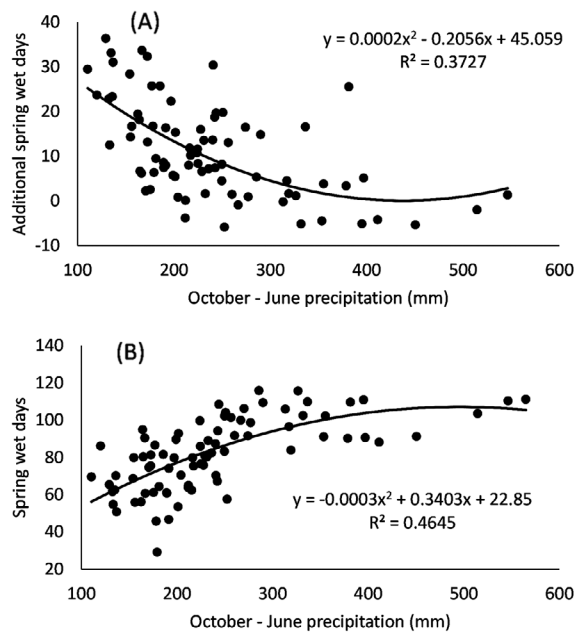 (A)
40
30
20
10
0
-10
Additional spring wet days
y = 0.0002x² - 0.2056x + 45.059
R² = 0.3727
100 200 300 400 500 600
October - June precipitation (mm)
(B)
140
120
100
80
60
40
20
Spring wet days
y = -0.0003x² + 0.3403x + 22.85
R² = 0.4645
100 200 300 400 500 600
October - June precipitation (mm)